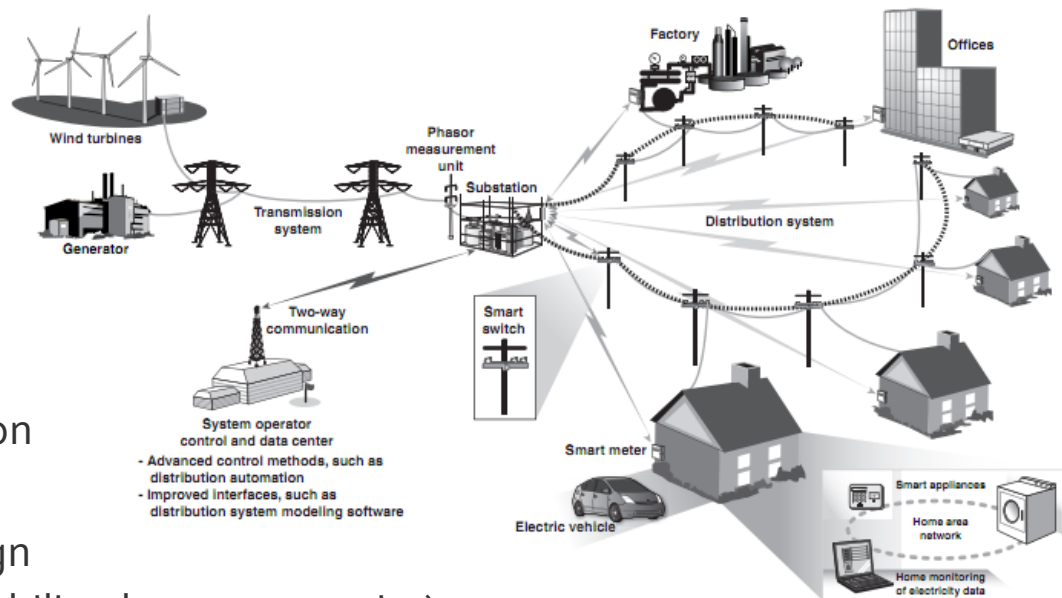 Factory
Offices
Wind turbines
Phasor
measurement
unit
Substation
Transmission
system
Distribution system
Generator
Two-way
communication
Smart
switch
System operator
control and data center
- Advanced control methods, such as
distribution automation
- Improved interfaces, such as
distribution system modeling software
Smart meter
Electric vehicle
Smart appliances
Home area
network
Home monitoring
of electricity data
on
gn